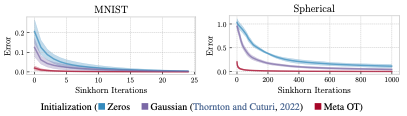 MNIST
Error
0.2
0.1
0.0
0
5
10
15
20
25
Sinkhorn Iterations
Spherical
Error
1.0
0.5
0.0
0
200
400
600
800
1000
Sinkhorn Iterations
Initialization (■ Zeros ■ Gaussian (Thornton and Cuturi, 2022) ■ Meta OT)